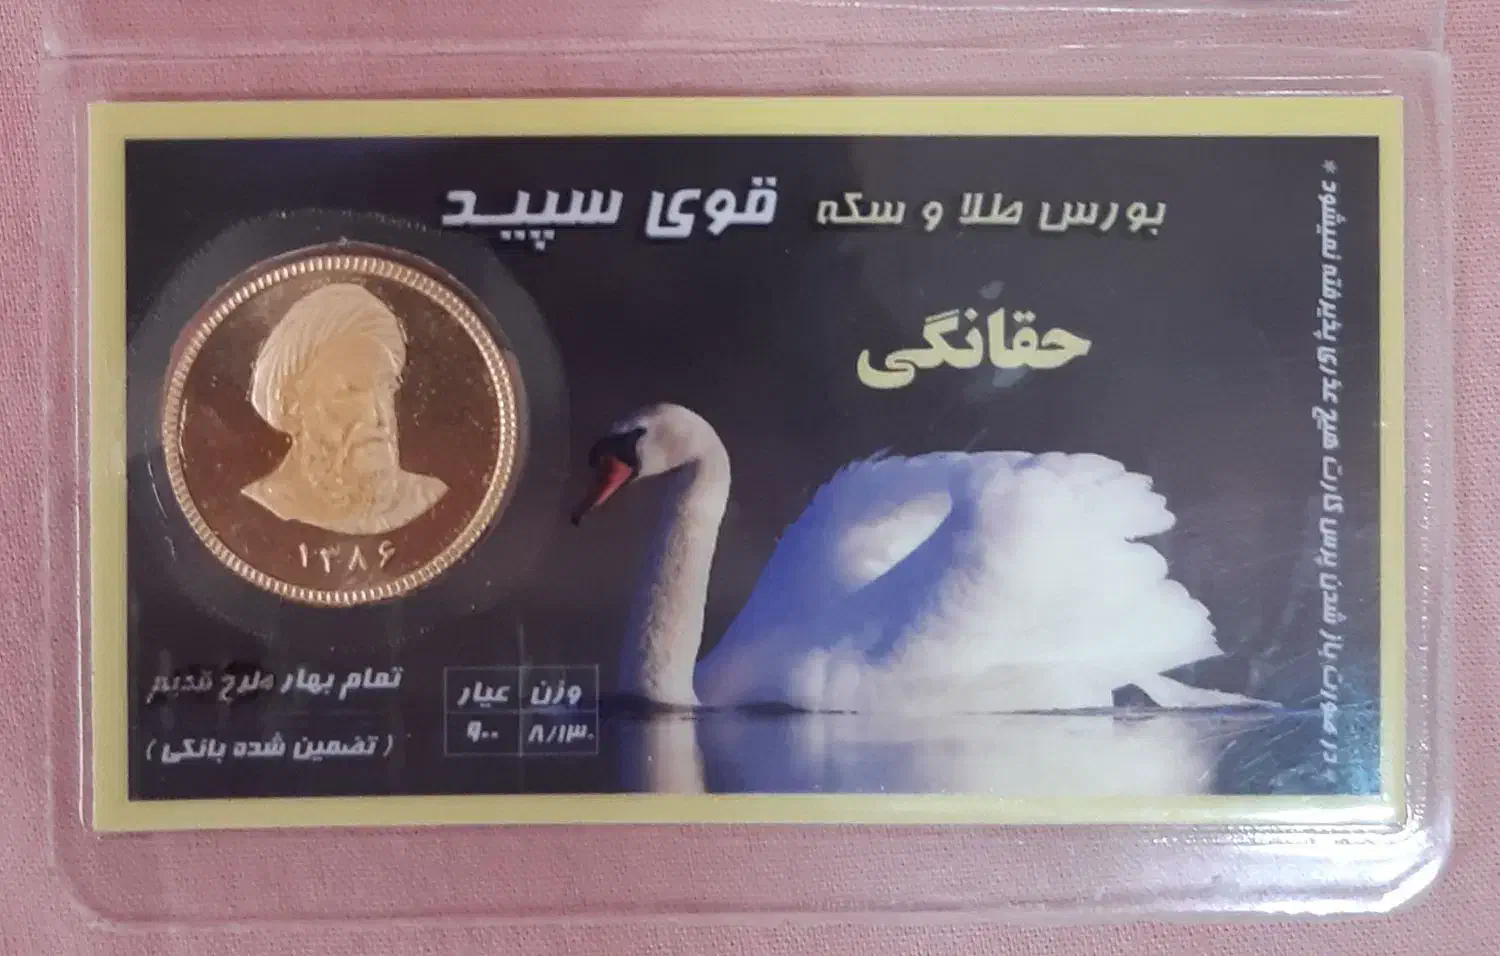 بورس طلا و سکه قوی سپید
حقانگی
۱۳۸۶
تمام بهار طرح قدیم
( تضمین شده بانکی )
وزن عیار
۸/۱۳۰ ۹۰۰